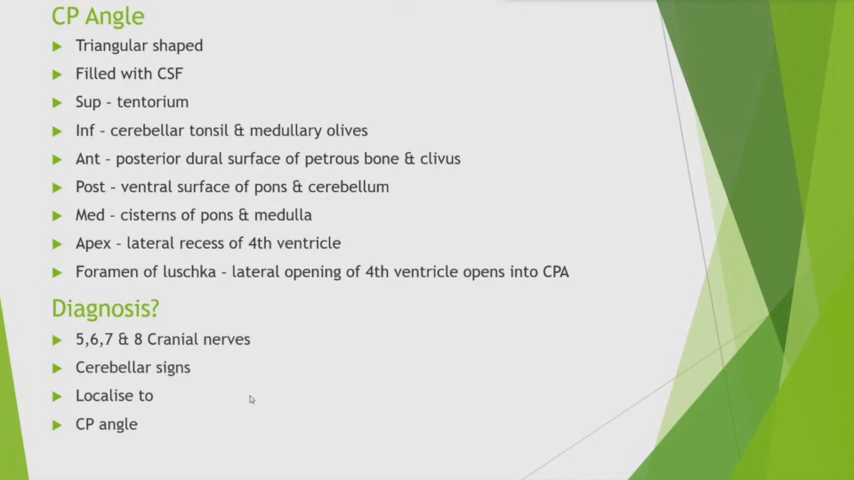 CP Angle
Triangular shaped
Filled with CSF
Sup – tentorium
Inf – cerebellar tonsil & medullary olives
Ant – posterior dural surface of petrous bone & clivus
Post – ventral surface of pons & cerebellum
Med – cisterns of pons & medulla
Apex – lateral recess of 4th ventricle
Foramen of luschka – lateral opening of 4th ventricle opens into CPA
Diagnosis?
5,6,7 & 8 Cranial nerves
Cerebellar signs
Localise to
CP angle